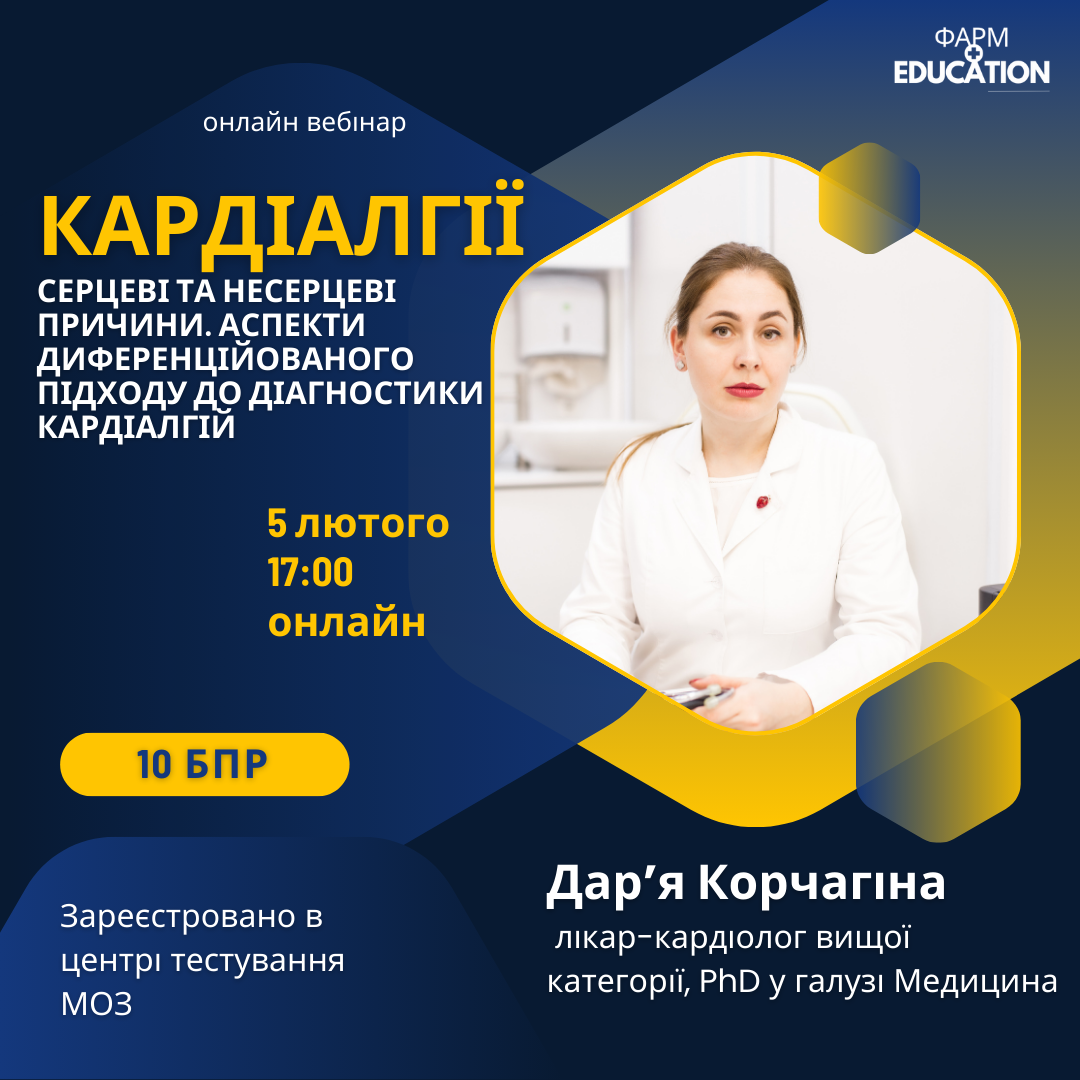 ФАРМ
EDUCATION
онлайн вебінар
КАРДІАЛГІЇ
СЕРЦЕВІ ТА НЕСЕРЦЕВІ
ПРИЧИНИ. АСПЕКТИ
ДИФЕРЕНЦІЙОВАНОГО
ПІДХОДУ ДО ДІАГНОСТИКИ
КАРДІАЛГІЙ
5 лютого
17:00
онлайн
10 БПР
Зареєстровано в
центрі тестування
МОЗ
Дар’я Корчагіна
лікар-кардіолог вищої
категорії, PhD у галузі Медицина